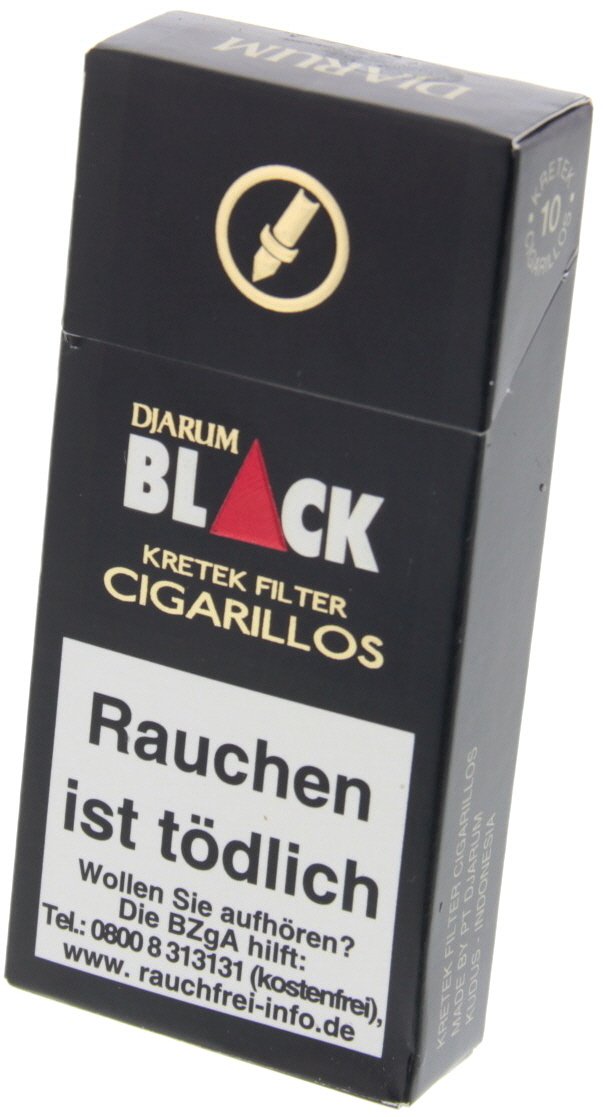 DJARUM
KRETEK
10
CIGARILLOS
DJARUM
BLACK
KRETEK FILTER
CIGARILLOS
Rauchen
ist tödlich
Wollen Sie aufhören?
Die BZgA hilft:
Tel.: 0800 8 313131 (kostenfrei),
www. rauchfrei-info.de
KRETEK FILTER CIGARILLOS
MADE BY PT DJARUM
KUDUS - INDONESIA